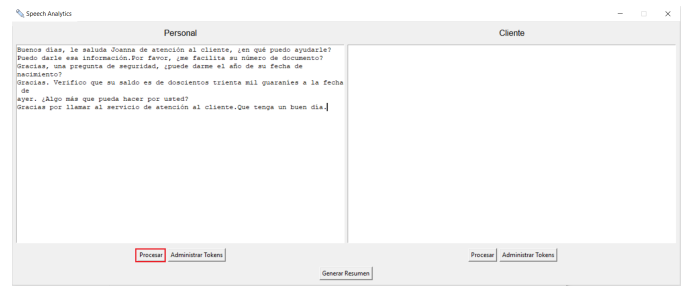 Speech Analytics
Personal
Cliente
Buenos días, le saluda Joanna de atención al cliente, ¿en qué puedo ayudarle?
Puedo darle esa información.Por favor, ¿me facilita su número de documento?
Gracias, una pregunta de seguridad, ¿puede darme el año de su fecha de
nacimiento?
Gracias. Verifico que su saldo es de doscientos trienta mil guaraníes a la fecha
de
ayer. ¿Algo más que pueda hacer por usted?
Gracias por llamar al servicio de atención al cliente.Que tenga un buen día.
Procesar
Administrar Tokens
Procesar
Administrar Tokens
Generar Resumen